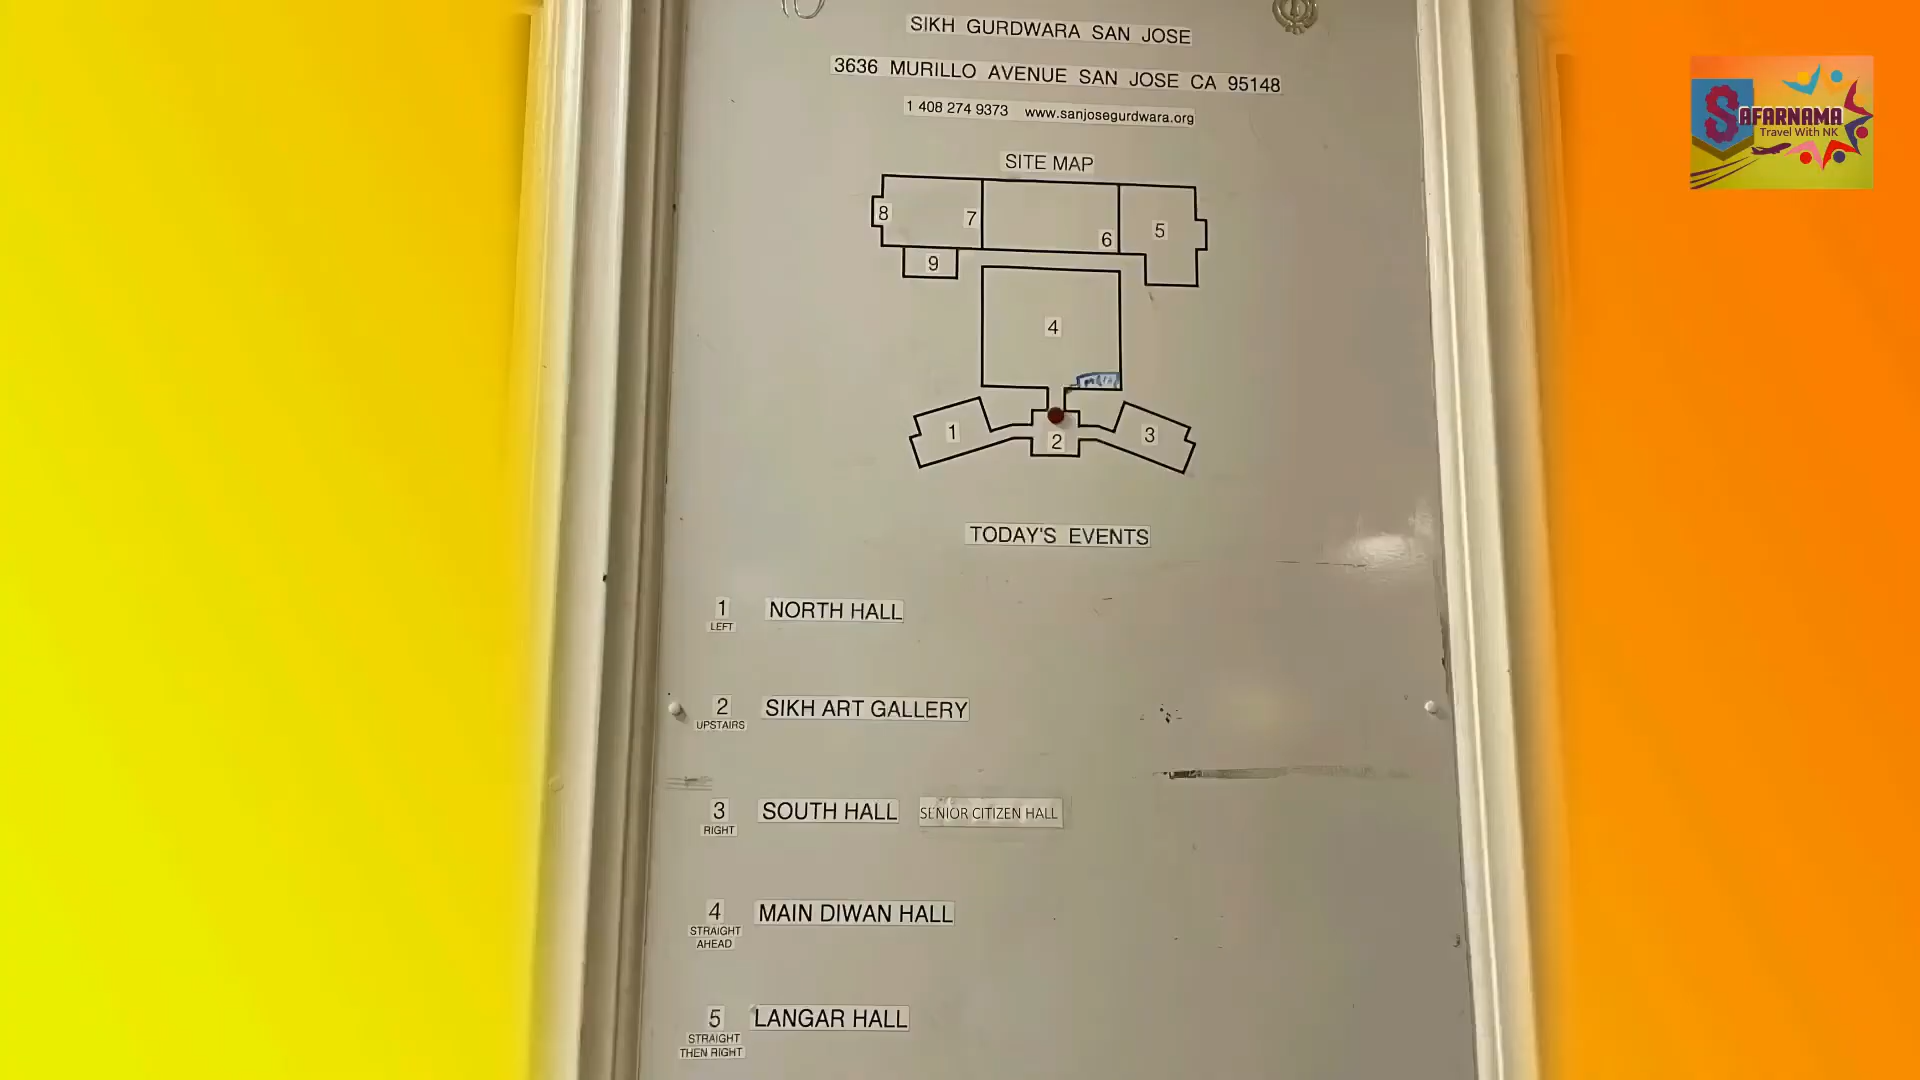 SIKH GURDWARA SAN JOSE
3636 MURILLO AVENUE SAN JOSE CA 95148
1 408 274 9373 www.sanjosegurdwara.org
SITE MAP
8
7
6
5
9
4
1
2
3
TODAY'S EVENTS
1 NORTH HALL
LEFT
2 SIKH ART GALLERY
UPSTAIRS
3 SOUTH HALL SENIOR CITIZEN HALL
RIGHT
4 MAIN DIWAN HALL
STRAIGHT
AHEAD
5 LANGAR HALL
STRAIGHT
THEN RIGHT
SAFARNAMA
Travel With NK